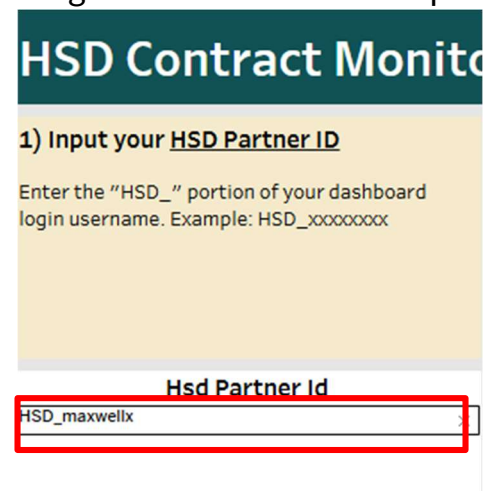 HSD Contract Monito
1) Input your HSD Partner ID
Enter the "HSD_" portion of your dashboard
login username. Example: HSD_xxxxxxxx
Hsd Partner Id
HSD_maxwellx